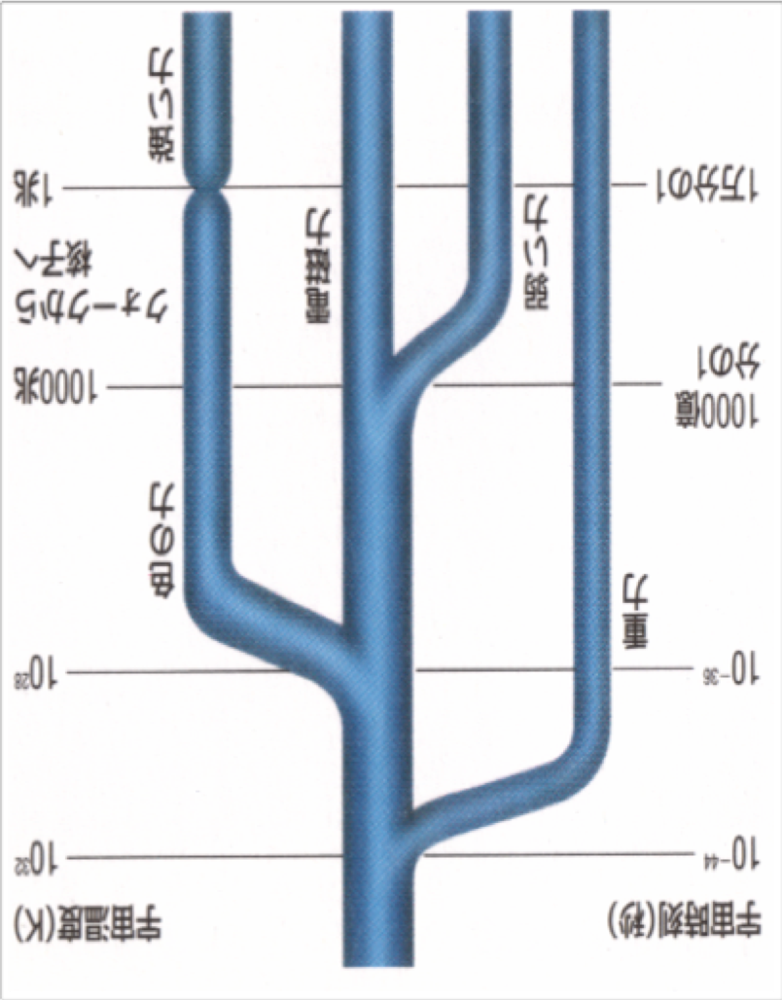 宇宙時刻(秒)
宇宙温度(K)
10⁻⁴⁴
10³²
10⁻³⁶
10²⁸
重力
色の力
1000億
分の1
1000兆
クォークから
核子へ
弱い力
電磁力
1万分の1
1兆
強い力